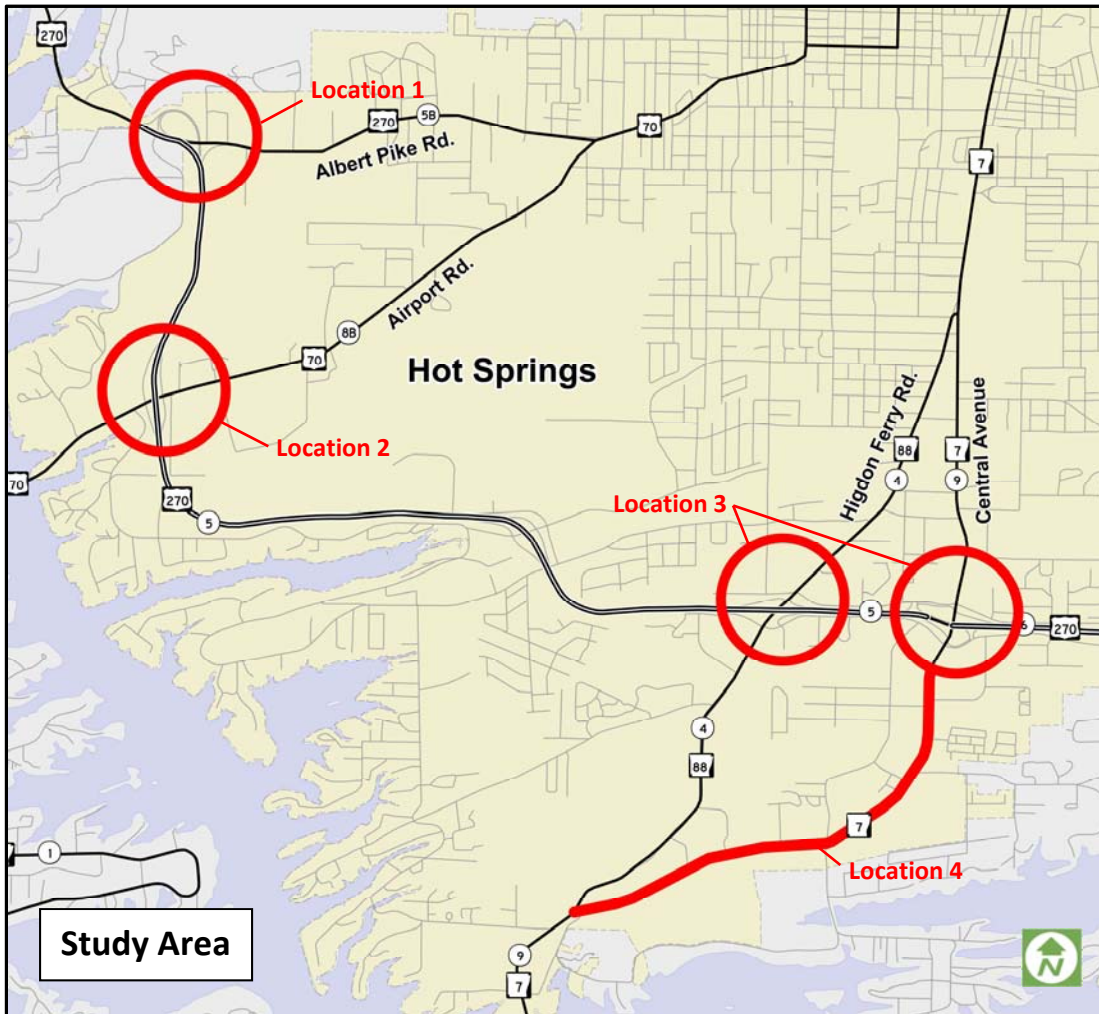 270
Location 1
5B
270
70
Albert Pike Rd.
7
Airport Rd.
8B
70
Hot Springs
Higdon Ferry Rd.
88
7
Central Avenue
Location 2
4
9
70
270
5
Location 3
5
6
270
4
88
7
1
Location 4
Study Area
9
7
N